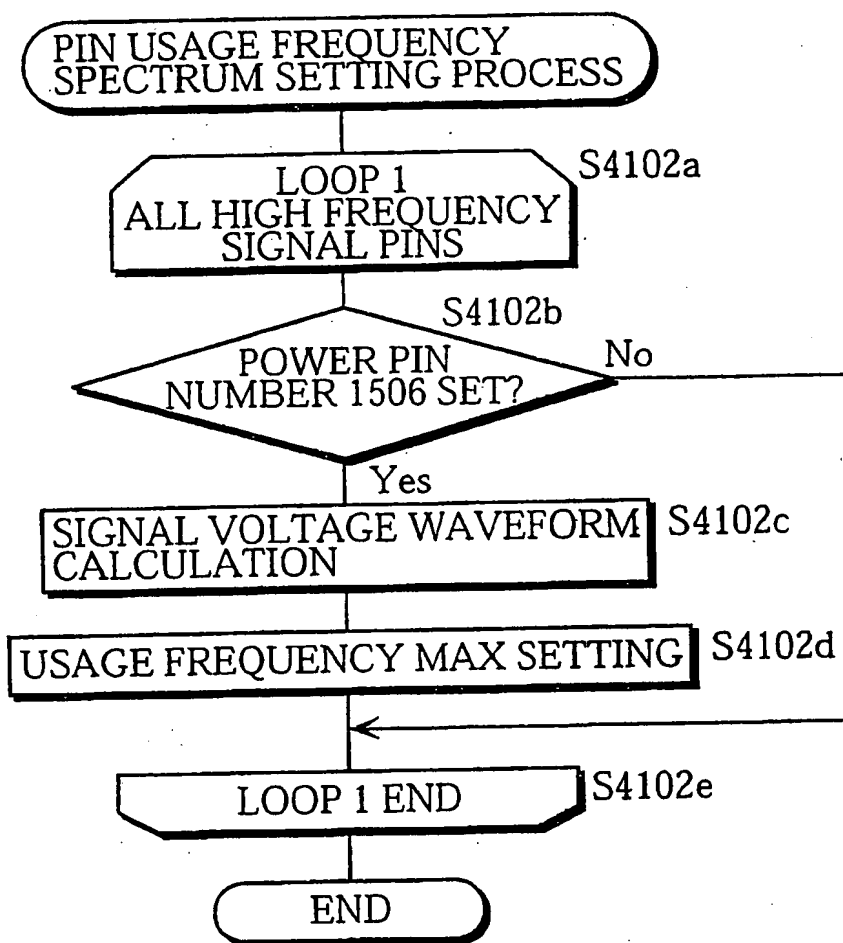 PIN USAGE FREQUENCY
SPECTRUM SETTING PROCESS
S4102a
LOOP 1
ALL HIGH FREQUENCY
SIGNAL PINS
S4102b
POWER PIN
NUMBER 1506 SET?
No
Yes
SIGNAL VOLTAGE WAVEFORM
CALCULATION
S4102c
USAGE FREQUENCY MAX SETTING
S4102d
LOOP 1 END
S4102e
END